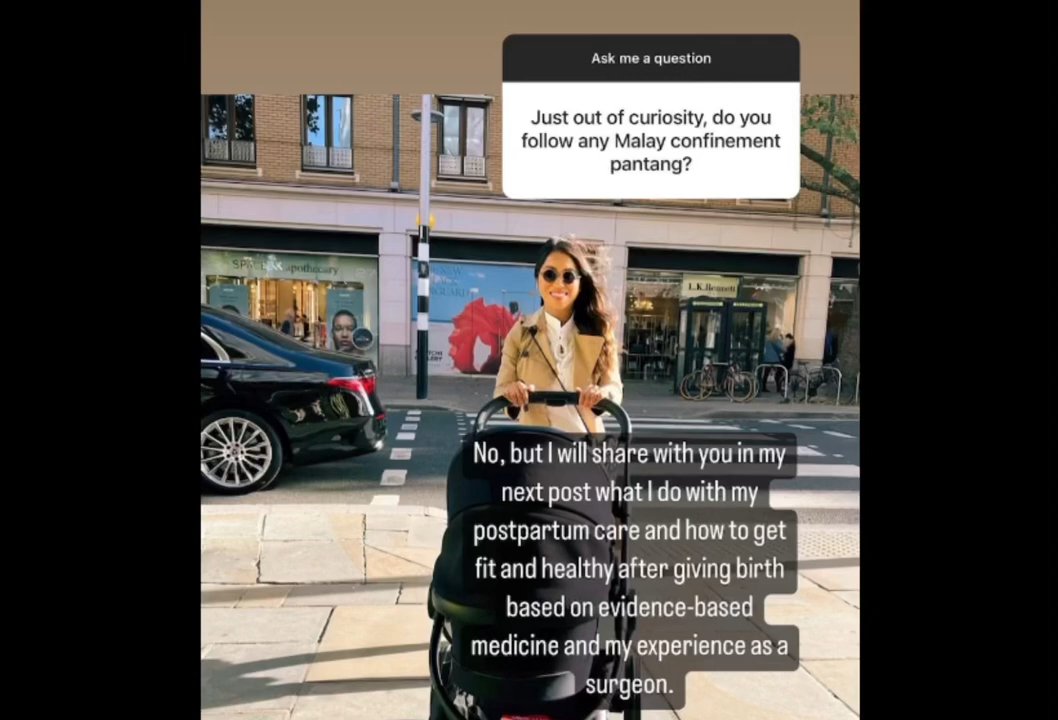 Ask me a question
Just out of curiosity, do you
follow any Malay confinement
pantang?
apothecary
L.K.Bennett
No, but I will share with you in my
next post what I do with my
postpartum care and how to get
fit and healthy after giving birth
based on evidence-based
medicine and my experience as a
surgeon.